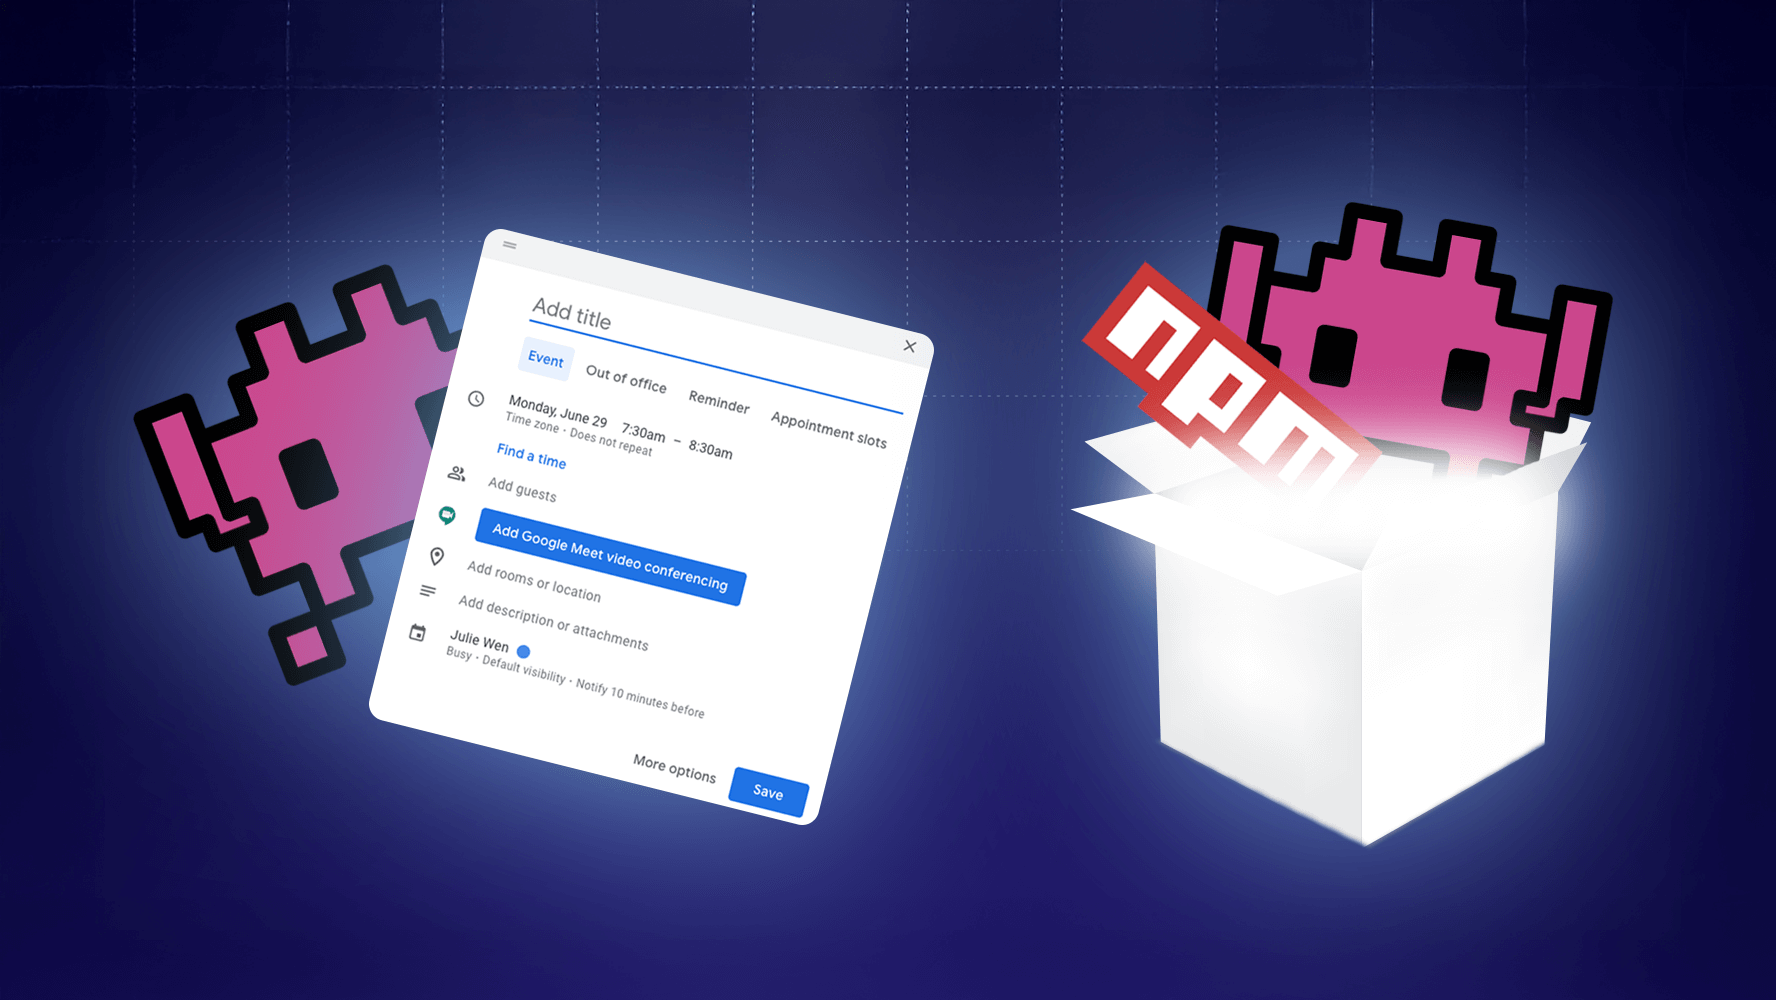 Add title
Event Out of office Reminder Appointment slots
Monday, June 29 7:30am – 8:30am
Time zone · Does not repeat
Find a time
Add guests
Add Google Meet video conferencing
Add rooms or location
Add description or attachments
Julie Wen
Busy · Default visibility · Notify 10 minutes before
More options Save
npm